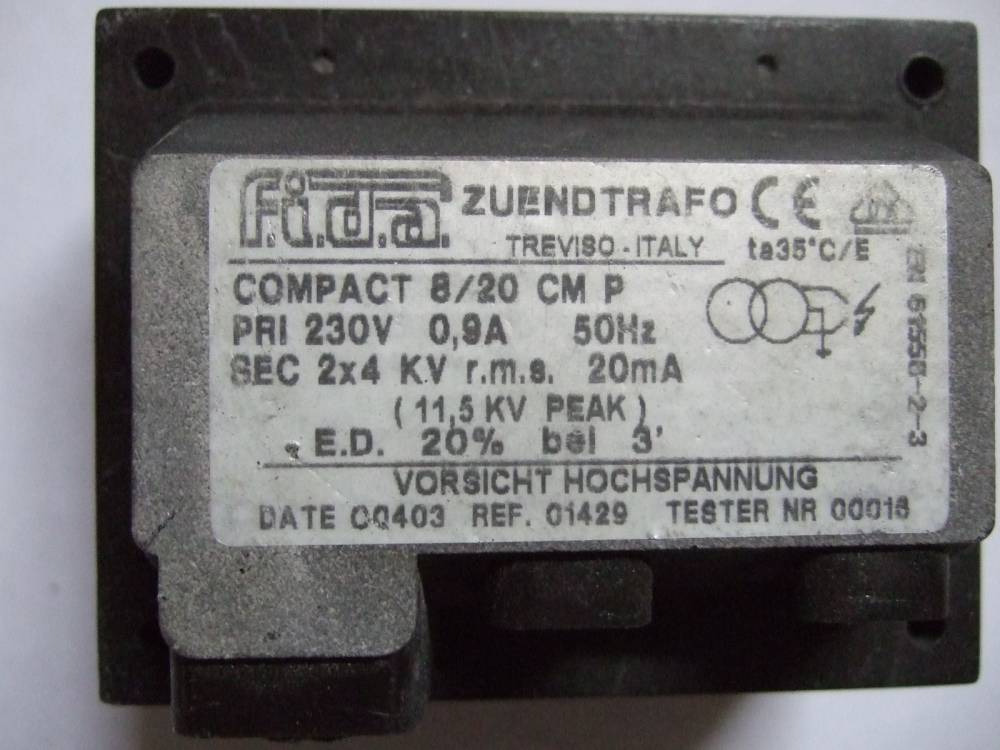 f.i.d.a. ZUENDTRAFO CE
TREVISO - ITALY ta35°C/E
COMPACT 8/20 CM P
PRI 230V 0,9A 50Hz
SEC 2x4 KV r.m.s. 20mA
( 11,5 KV PEAK )
E.D. 20% bei 3'
VORSICHT HOCHSPANNUNG
DATE 00403 REF. 01429 TESTER NR 00016
EN 61558-2-3